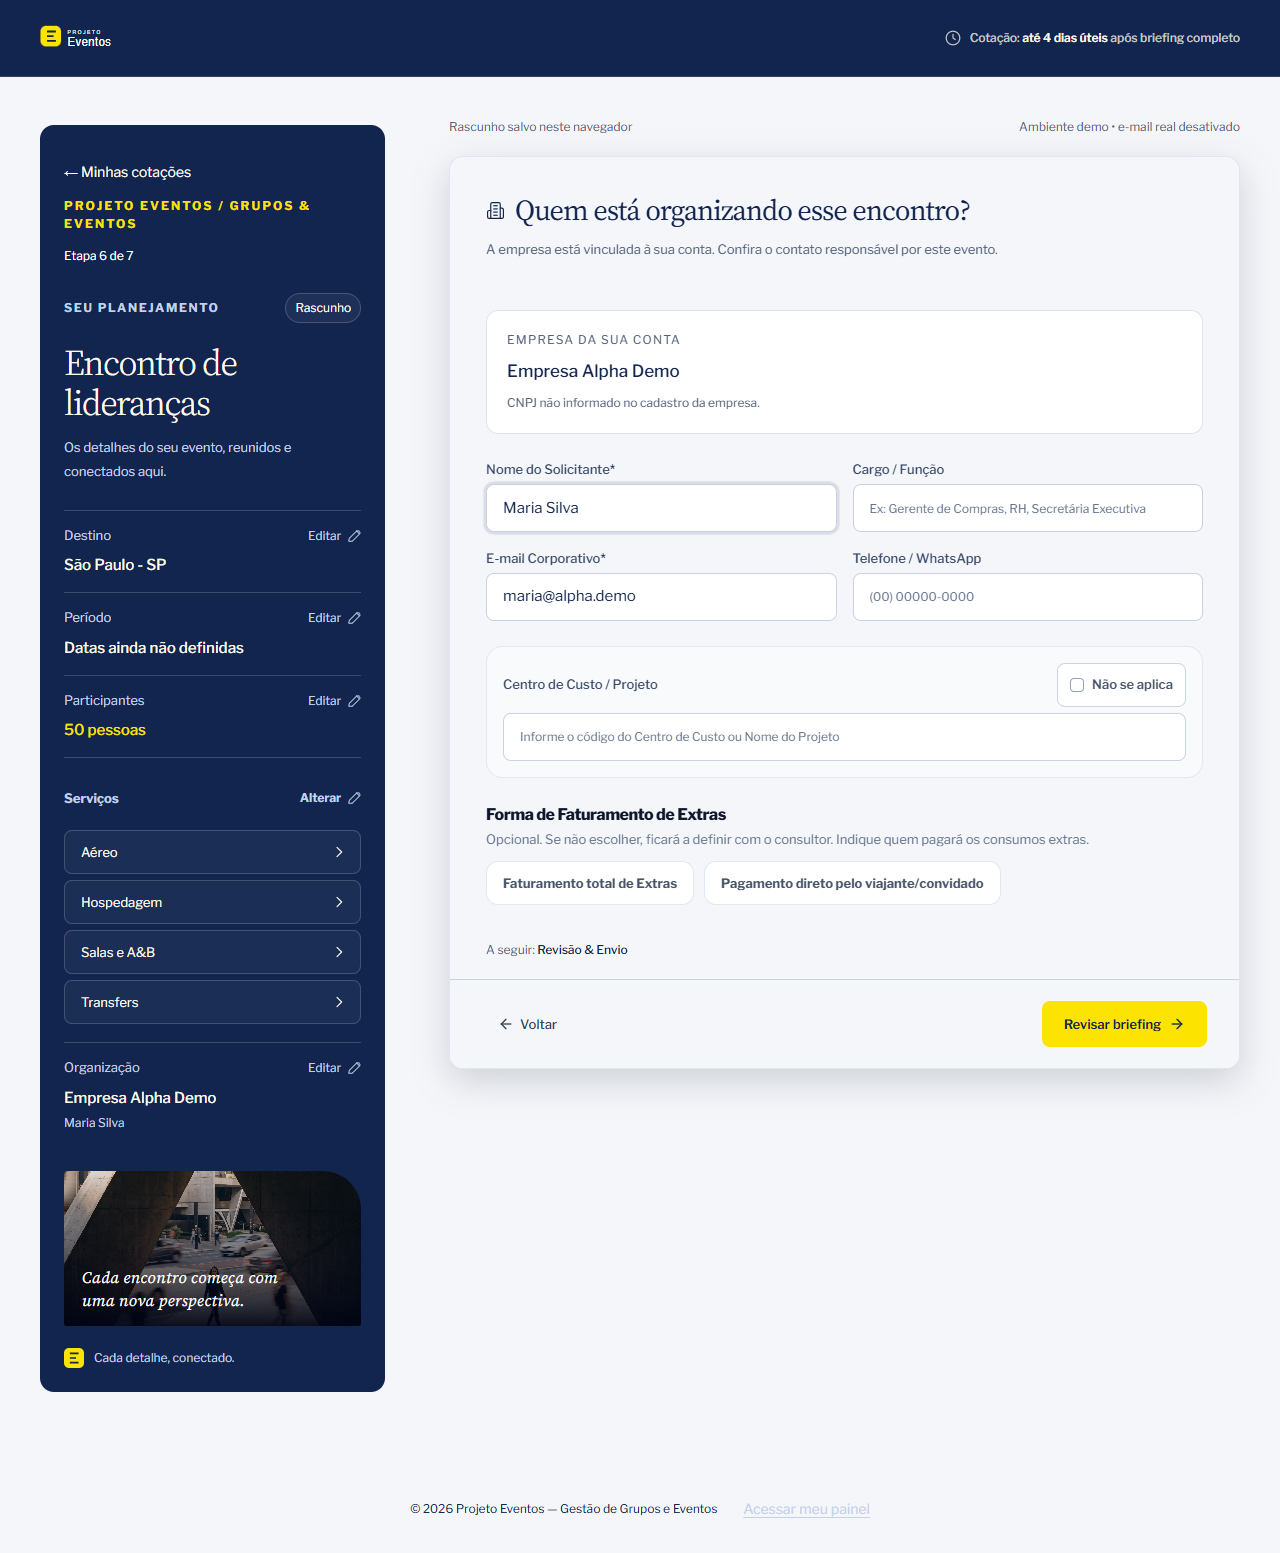 PROJETO
Eventos
Cotação: até 4 dias úteis após briefing completo
← Minhas cotações
PROJETO EVENTOS / GRUPOS &
EVENTOS
Etapa 6 de 7
SEU PLANEJAMENTO
Rascunho
Encontro de
lideranças
Os detalhes do seu evento, reunidos e
conectados aqui.
Destino
Editar
São Paulo - SP
Período
Editar
Datas ainda não definidas
Participantes
Editar
50 pessoas
Serviços
Alterar
Aéreo
Hospedagem
Salas e A&B
Transfers
Organização
Editar
Empresa Alpha Demo
Maria Silva
Cada encontro começa com
uma nova perspectiva.
Cada detalhe, conectado.
Rascunho salvo neste navegador
Ambiente demo • e-mail real desativado
Quem está organizando esse encontro?
A empresa está vinculada à sua conta. Confira o contato responsável por este evento.
EMPRESA DA SUA CONTA
Empresa Alpha Demo
CNPJ não informado no cadastro da empresa.
Nome do Solicitante*
Cargo / Função
Maria Silva
Ex: Gerente de Compras, RH, Secretária Executiva
E-mail Corporativo*
Telefone / WhatsApp
maria@alpha.demo
(00) 00000-0000
Centro de Custo / Projeto
Não se aplica
Informe o código do Centro de Custo ou Nome do Projeto
Forma de Faturamento de Extras
Opcional. Se não escolher, ficará a definir com o consultor. Indique quem pagará os consumos extras.
Faturamento total de Extras
Pagamento direto pelo viajante/convidado
A seguir: Revisão & Envio
Voltar
Revisar briefing
© 2026 Projeto Eventos — Gestão de Grupos e Eventos
Acessar meu painel